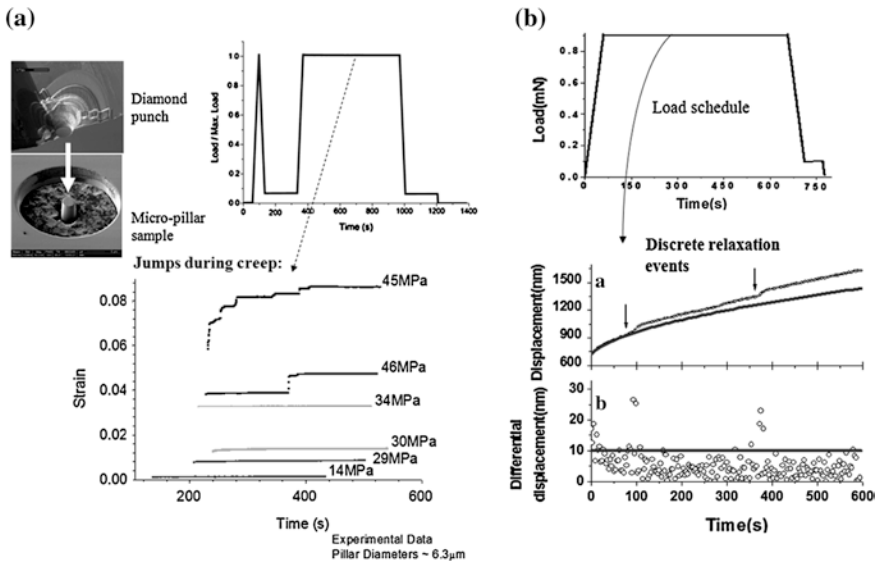 (a)
Diamond
punch
Micro-pillar
sample
Load / Max. Load
1.0
0.8
0.6
0.4
0.2
0.0
0 200 400 600 800 1000 1200 1400
Time (s)
Jumps during creep:
Strain
0.08
0.06
0.04
0.02
0.00
45MPa
46MPa
34MPa
30MPa
29MPa
14MPa
200 400 600
Time (s)
Experimental Data
Pillar Diameters ~ 6.3µm
(b)
Load(mN)
0.8
0.6
0.4
0.2
0.0
Load schedule
0 150 300 450 600 750
Time(s)
Discrete relaxation
events
Displacement(nm)
1500
1200
900
600
a
Differential
displacement(nm)
30
20
10
0
b
0 100 200 300 400 500 600
Time(s)